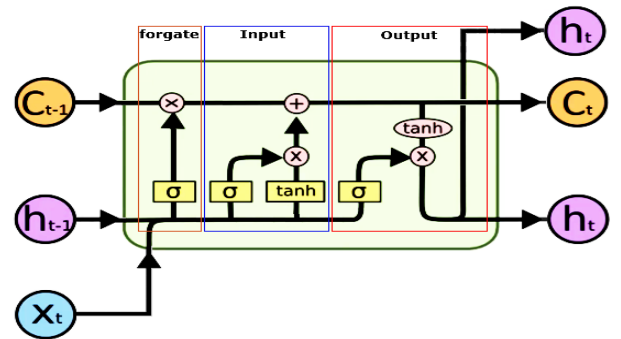 forgate Input Output
hₜ
Cₜ₋₁ × + Cₜ
tanh
× ×
σ σ tanh σ
hₜ₋₁ hₜ
xₜ